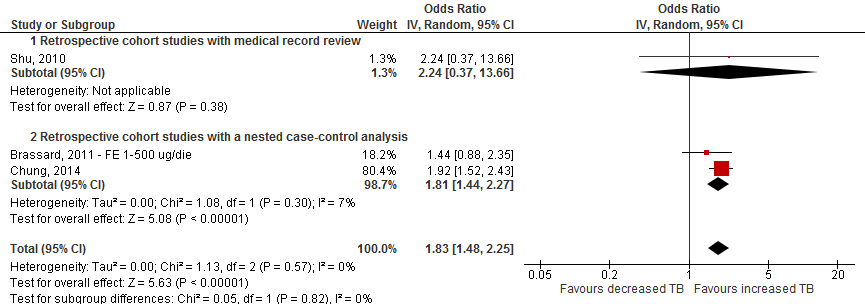 Odds Ratio Odds Ratio
Study or Subgroup Weight IV, Random, 95% CI IV, Random, 95% CI
1 Retrospective cohort studies with medical record review
Shu, 2010 1.3% 2.24 [0.37, 13.66]
Subtotal (95% CI) 1.3% 2.24 [0.37, 13.66]
Heterogeneity: Not applicable
Test for overall effect: Z = 0.87 (P = 0.38)
2 Retrospective cohort studies with a nested case-control analysis
Brassard, 2011 - FE 1-500 ug/die 18.2% 1.44 [0.88, 2.35]
Chung, 2014 80.4% 1.92 [1.52, 2.43]
Subtotal (95% CI) 98.7% 1.81 [1.44, 2.27]
Heterogeneity: Tau² = 0.00; Chi² = 1.08, df = 1 (P = 0.30); I² = 7%
Test for overall effect: Z = 5.08 (P < 0.00001)
Total (95% CI) 100.0% 1.83 [1.48, 2.25]
Heterogeneity: Tau² = 0.00; Chi² = 1.13, df = 2 (P = 0.57); I² = 0%
Test for overall effect: Z = 5.63 (P < 0.00001)
Test for subgroup differences: Chi² = 0.05, df = 1 (P = 0.82), I² = 0%
0.05 0.2 1 5 20
Favours decreased TB Favours increased TB